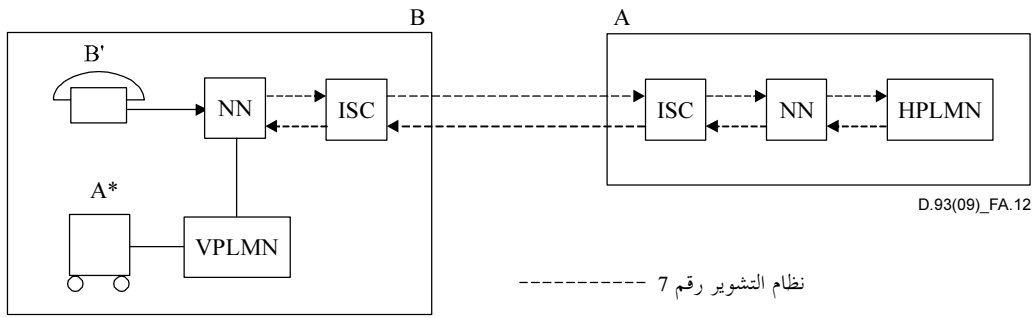 B
A
B'
NN
ISC
ISC
NN
HPLMN
A*
VPLMN
D.93(09)_FA.12
نظام التشوير رقم 7